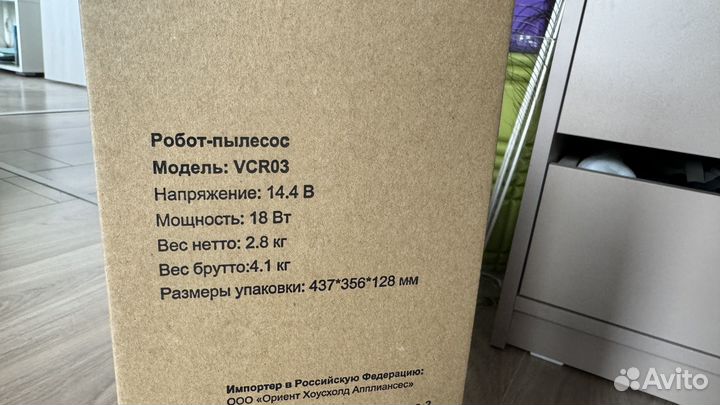 Робот-пылесос
Модель: VCR03
Напряжение: 14.4 В
Мощность: 18 Вт
Вес нетто: 2.8 кг
Вес брутто:4.1 кг
Размеры упаковки: 437*356*128 мм
Импортер в Российскую Федерацию:
ООО «Ориент Хоусхолд Апплиансес»
Avito